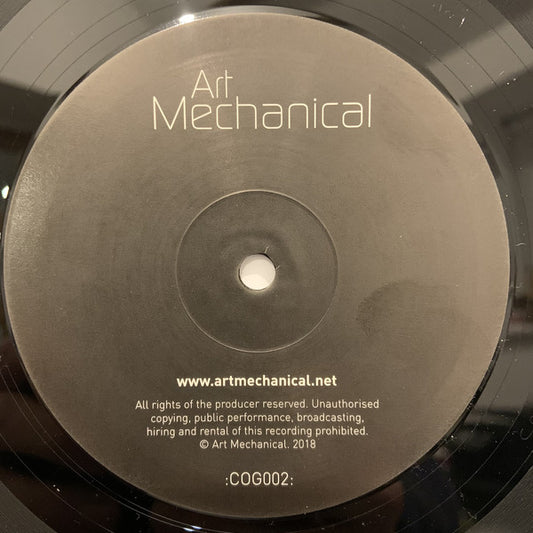 Art
Mechanical
www.artmechanical.net
All rights of the producer reserved. Unauthorised
copying, public performance, broadcasting,
hiring and rental of this recording prohibited.
© Art Mechanical. 2018
:COG002: